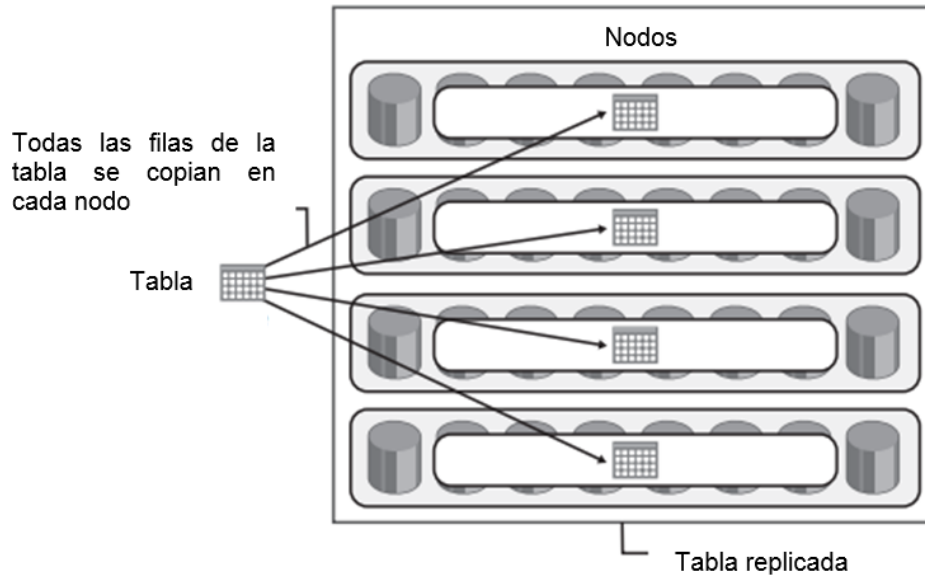 Nodos
Todas las filas de la
tabla se copian en
cada nodo
Tabla
Tabla replicada